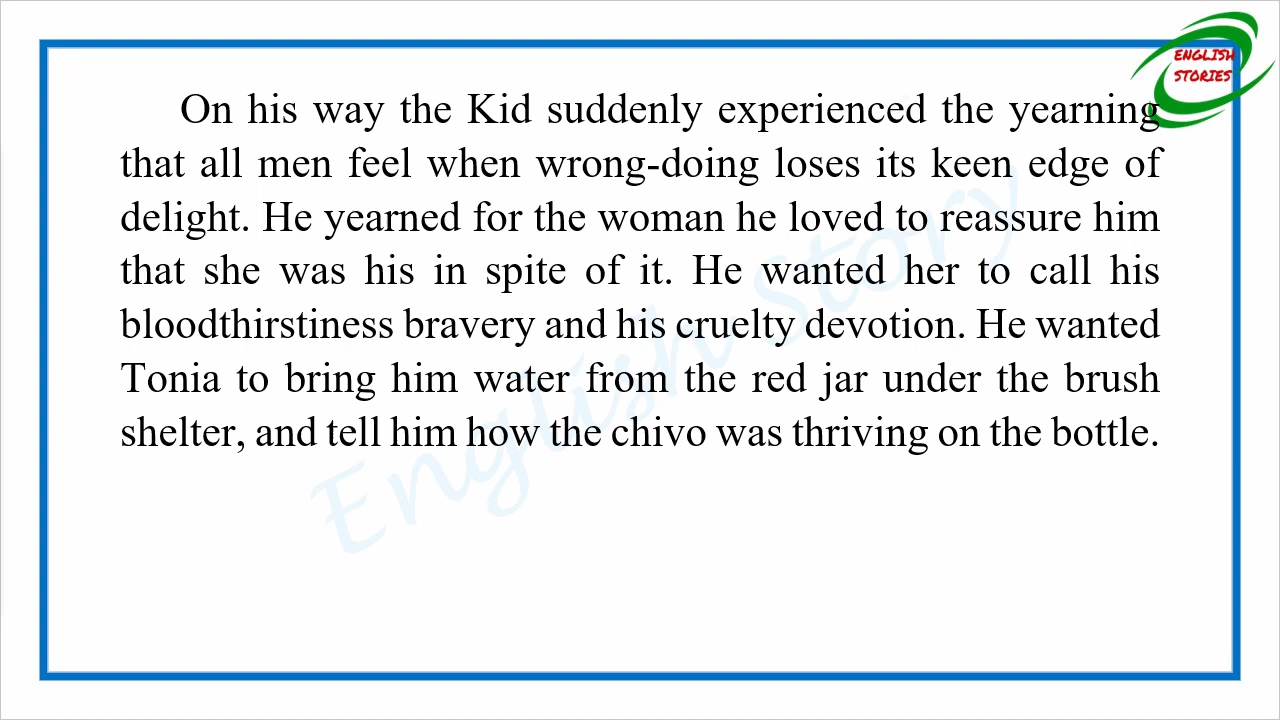 ENGLISH
STORIES
On his way the Kid suddenly experienced the yearning
that all men feel when wrong-doing loses its keen edge of
delight. He yearned for the woman he loved to reassure him
that she was his in spite of it. He wanted her to call his
bloodthirstiness bravery and his cruelty devotion. He wanted
Tonia to bring him water from the red jar under the brush
shelter, and tell him how the chivo was thriving on the bottle.
English Story